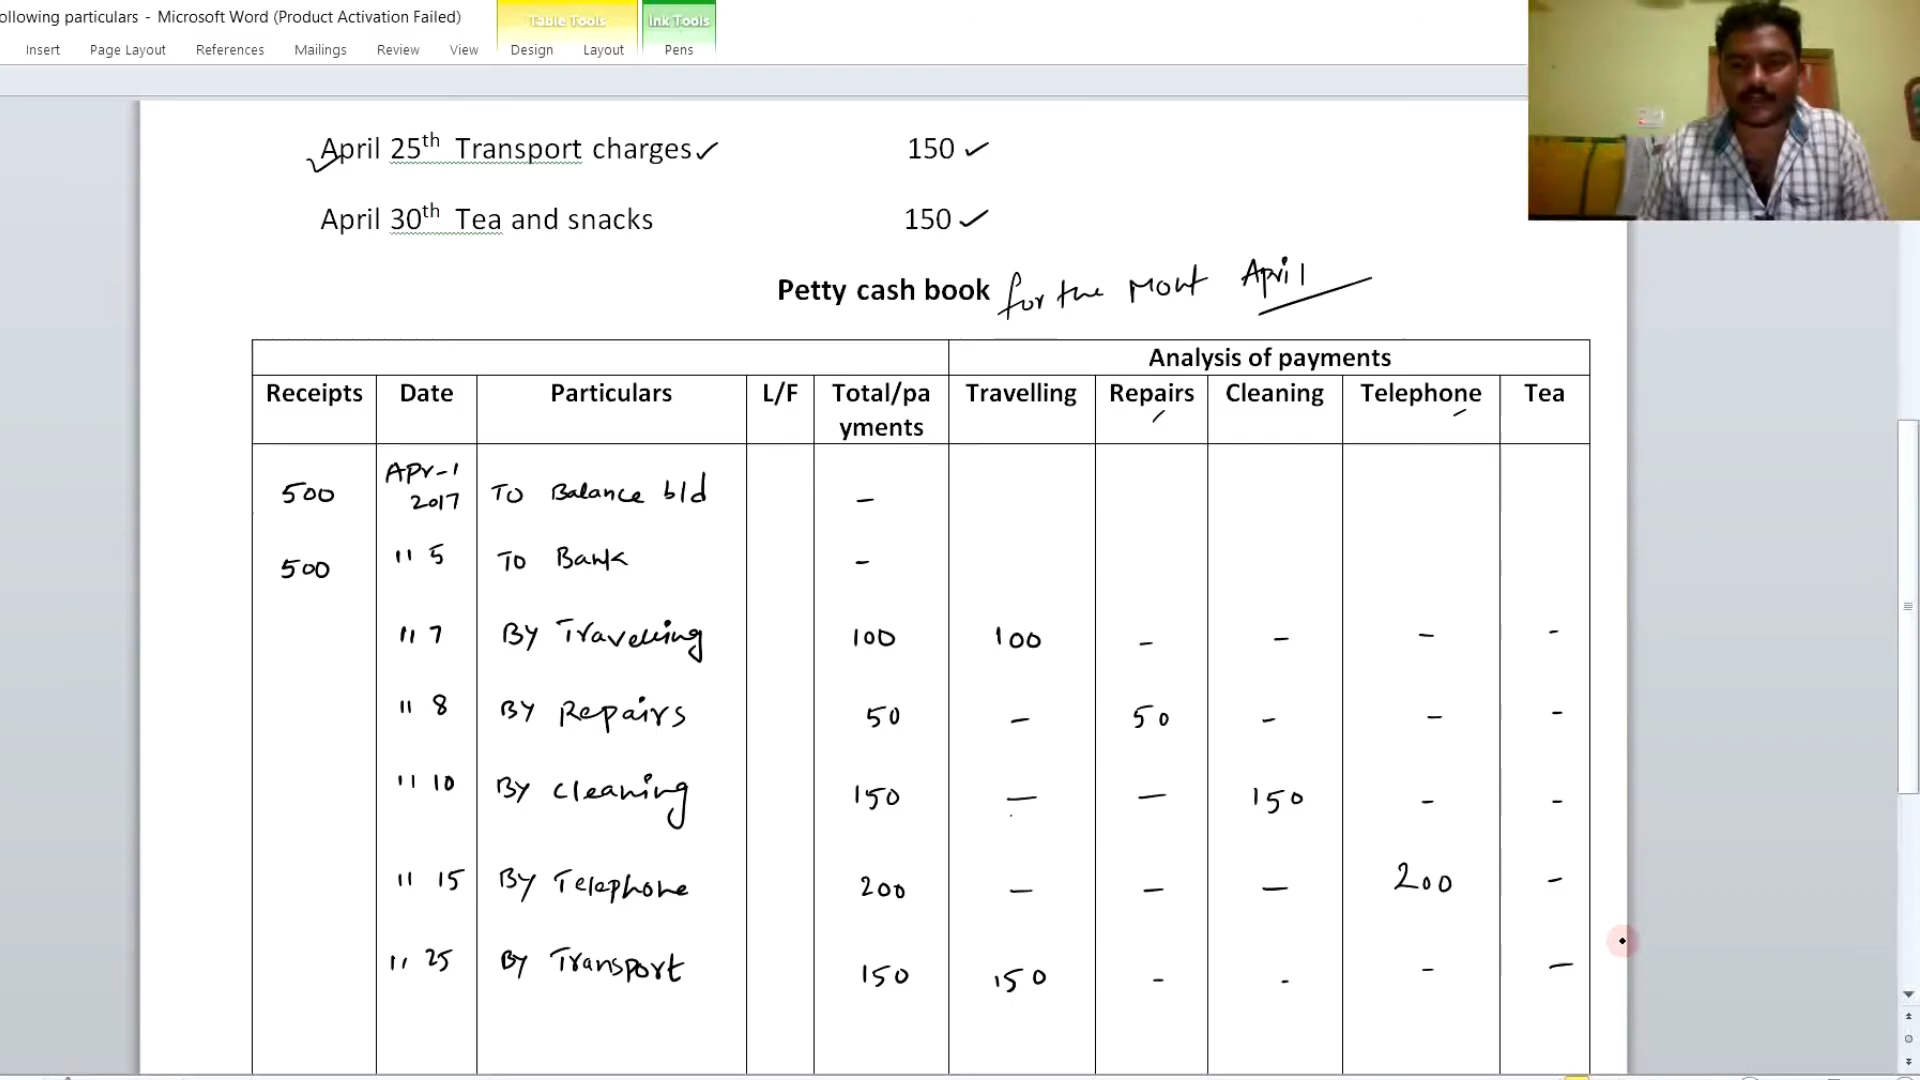 ollowing particulars - Microsoft Word (Product Activation Failed)
Table Tools Ink Tools
Insert Page Layout References Mailings Review View Design Layout Pens
April 25th Transport charges✓ 150 ✓
April 30th Tea and snacks 150 ✓
Petty cash book for the Mont April
Analysis of payments
Receipts Date Particulars L/F Total/pa Travelling Repairs Cleaning Telephone Tea
yments
500 Apr-1 To Balance b/d -
2017
500 " 5 To Bank -
" 7 By Travelling 100 100 - - - -
" 8 By Repairs 50 - 50 - - -
" 10 By Cleaning 150 - - 150 - -
" 15 By Telephone 200 - - - 200 -
" 25 By Transport 150 150 - - - -